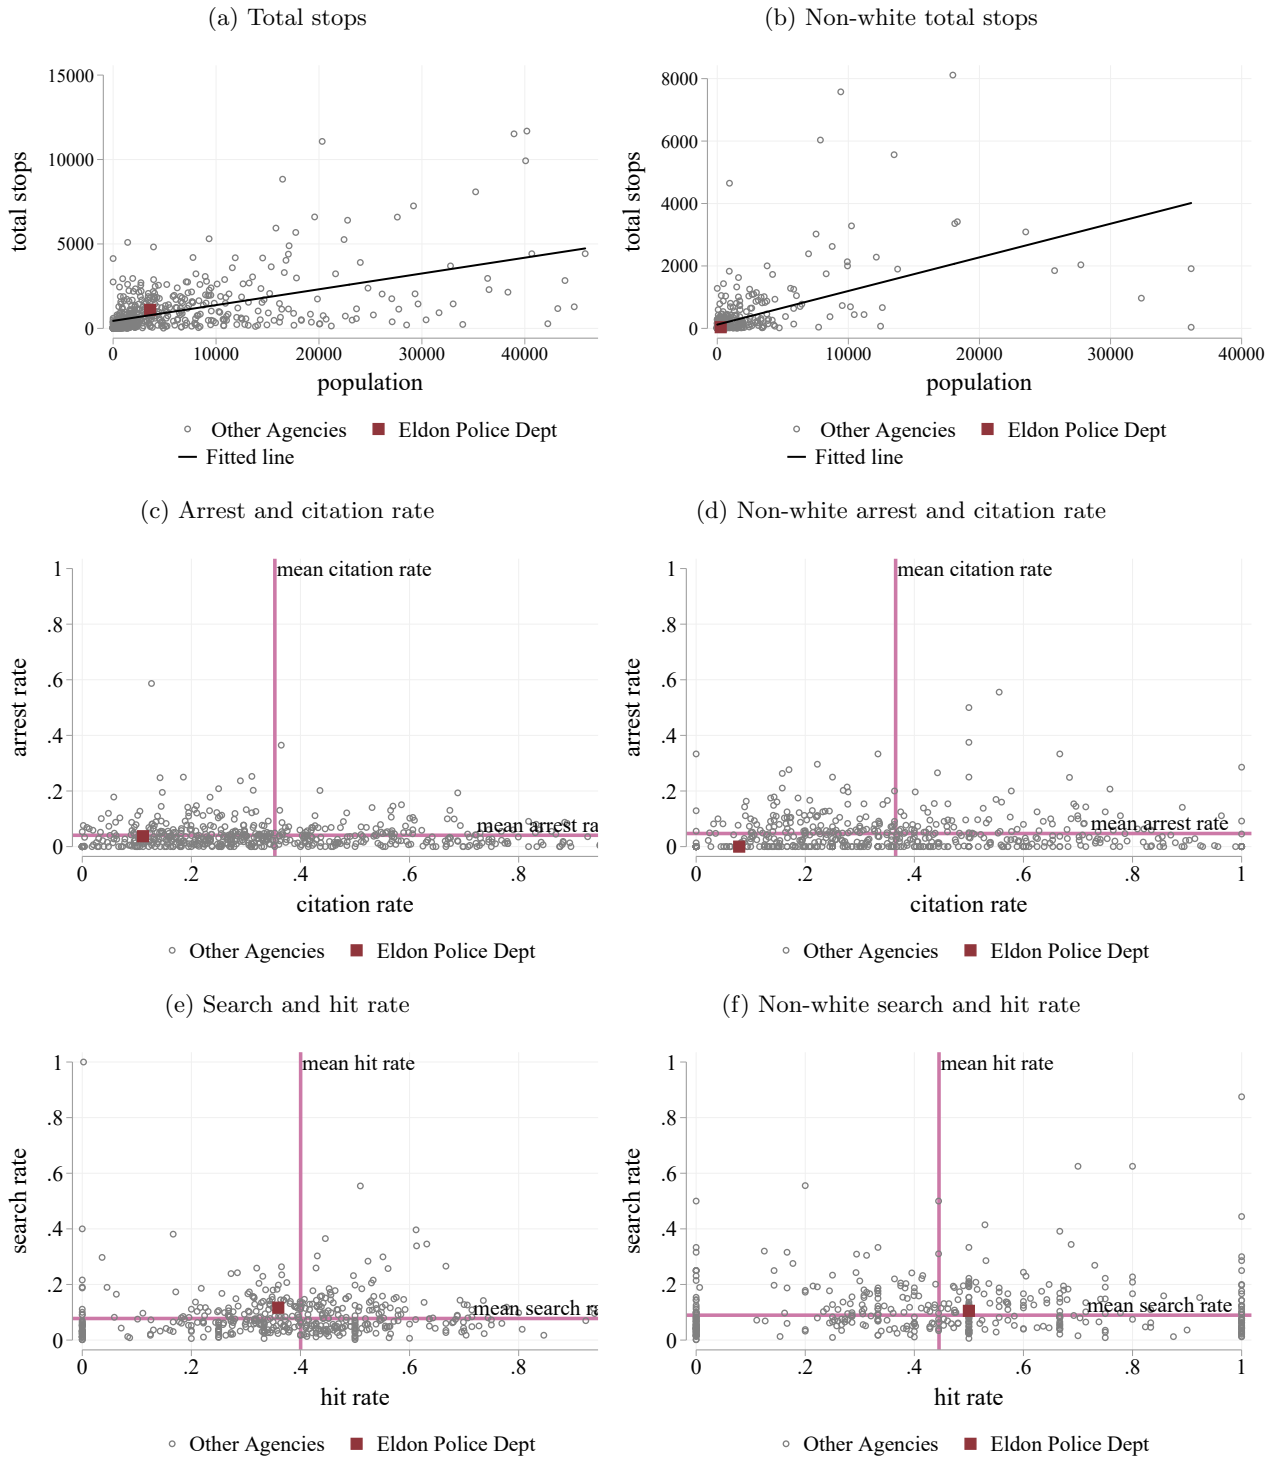 (a) Total stops
(b) Non-white total stops
15000
10000
5000
0
total stops
0 10000 20000 30000 40000
population
Other Agencies Eldon Police Dept
Fitted line
8000
6000
4000
2000
0
total stops
0 10000 20000 30000 40000
population
Other Agencies Eldon Police Dept
Fitted line
(c) Arrest and citation rate
(d) Non-white arrest and citation rate
1
.8
.6
.4
.2
0
arrest rate
mean citation rate
mean arrest ra
0 .2 .4 .6 .8
citation rate
Other Agencies Eldon Police Dept
1
.8
.6
.4
.2
0
arrest rate
mean citation rate
mean arrest rate
0 .2 .4 .6 .8 1
citation rate
Other Agencies Eldon Police Dept
(e) Search and hit rate
(f) Non-white search and hit rate
1
.8
.6
.4
.2
0
search rate
mean hit rate
mean search ra
0 .2 .4 .6 .8
hit rate
Other Agencies Eldon Police Dept
1
.8
.6
.4
.2
0
search rate
mean hit rate
mean search rate
0 .2 .4 .6 .8 1
hit rate
Other Agencies Eldon Police Dept